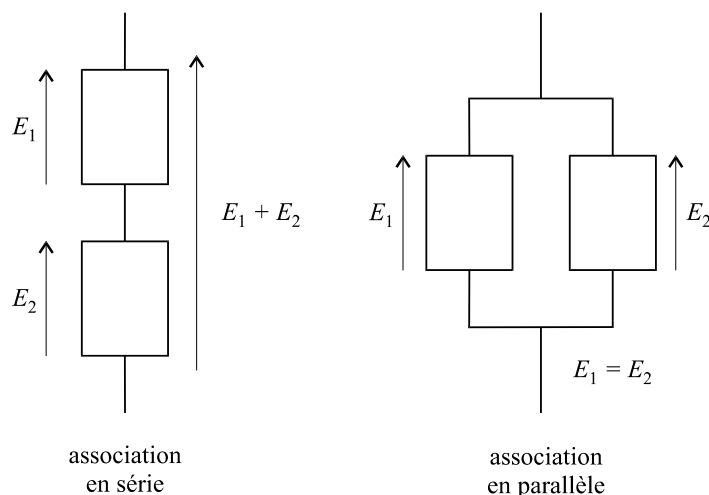 E1
E1 + E2
E2
association
en série
E1
E2
E1 = E2
association
en parallèle